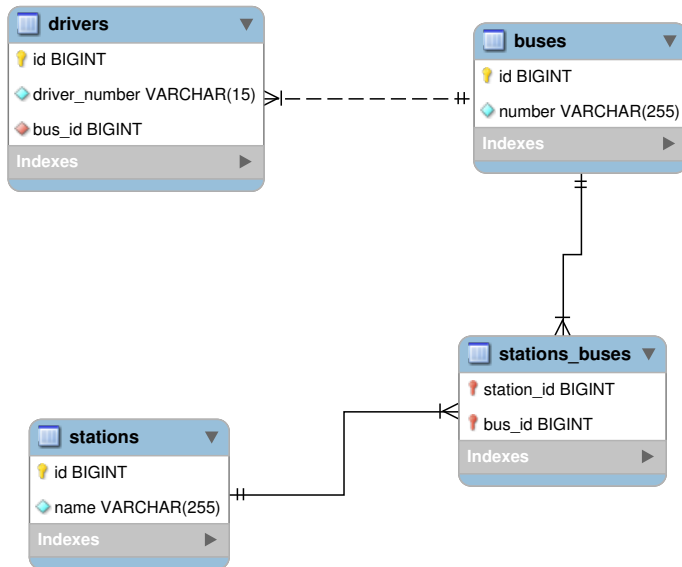 drivers
id BIGINT
driver_number VARCHAR(15)
bus_id BIGINT
Indexes
buses
id BIGINT
number VARCHAR(255)
Indexes
stations_buses
station_id BIGINT
bus_id BIGINT
Indexes
stations
id BIGINT
name VARCHAR(255)
Indexes